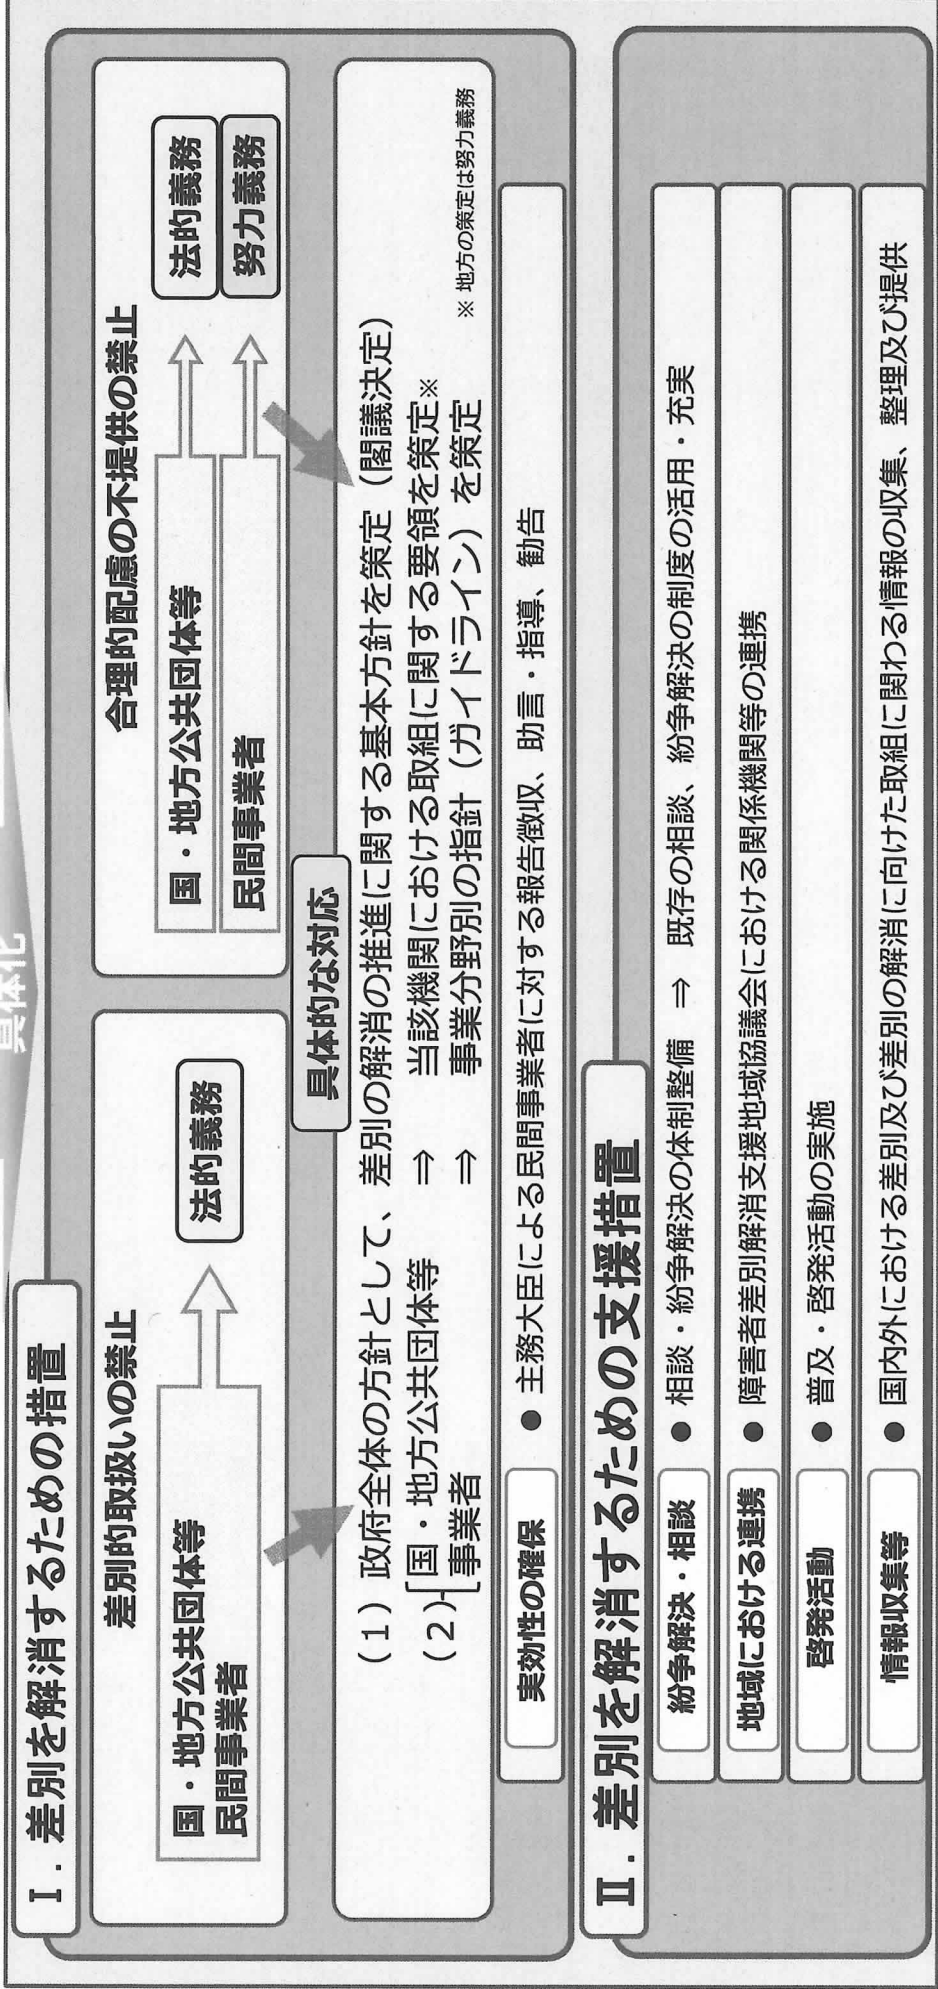 具体化
Ⅰ．差別を解消するための措置
差別的取扱いの禁止
国・地方公共団体等
民間事業者
法的義務
合理的配慮の不提供の禁止
国・地方公共団体等
法的義務
民間事業者
努力義務
具体的な対応
(1) 政府全体の方針として、差別の解消の推進に関する基本方針を策定（閣議決定）
(2) 国・地方公共団体等 ⇒ 当該機関における取組に関する要領を策定※
事業者 ⇒ 事業分野別の指針（ガイドライン）を策定
※ 地方の策定は努力義務
実効性の確保 ● 主務大臣による民間事業者に対する報告徴収、助言・指導、勧告
Ⅱ．差別を解消するための支援措置
紛争解決・相談 ● 相談・紛争解決の体制整備 ⇒ 既存の相談、紛争解決の制度の活用・充実
地域における連携 ● 障害者差別解消支援地域協議会における関係機関等の連携
啓発活動 ● 普及・啓発活動の実施
情報収集等 ● 国内外における差別及び差別の解消に向けた取組に関わる情報の収集、整理及び提供